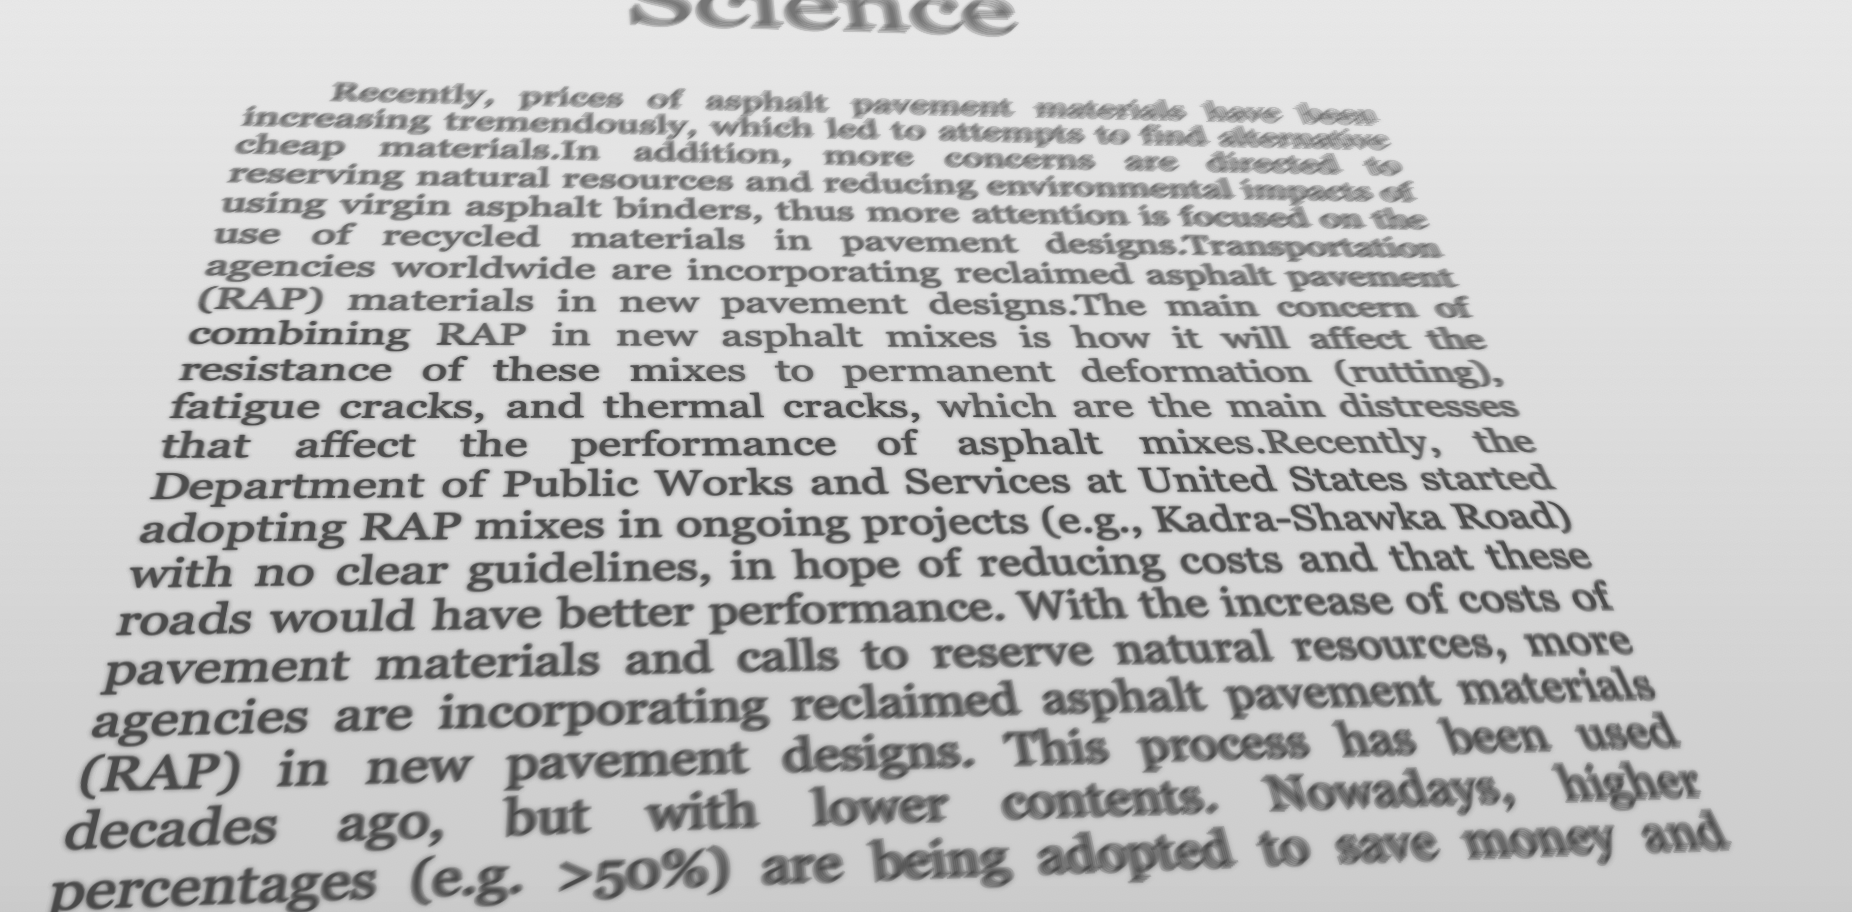 Science
Recently, prices of asphalt pavement materials have been
increasing tremendously, which led to attempts to find alternative
cheap materials.In addition, more concerns are directed to
reserving natural resources and reducing environmental impacts of
using virgin asphalt binders, thus more attention is focused on the
use of recycled materials in pavement designs.Transportation
agencies worldwide are incorporating reclaimed asphalt pavement
(RAP) materials in new pavement designs.The main concern of
combining RAP in new asphalt mixes is how it will affect the
resistance of these mixes to permanent deformation (rutting),
fatigue cracks, and thermal cracks, which are the main distresses
that affect the performance of asphalt mixes.Recently, the
Department of Public Works and Services at United States started
adopting RAP mixes in ongoing projects (e.g., Kadra-Shawka Road)
with no clear guidelines, in hope of reducing costs and that these
roads would have better performance. With the increase of costs of
pavement materials and calls to reserve natural resources, more
agencies are incorporating reclaimed asphalt pavement materials
(RAP) in new pavement designs. This process has been used
decades ago, but with lower contents. Nowadays, higher
percentages (e.g. >50%) are being adopted to save money and